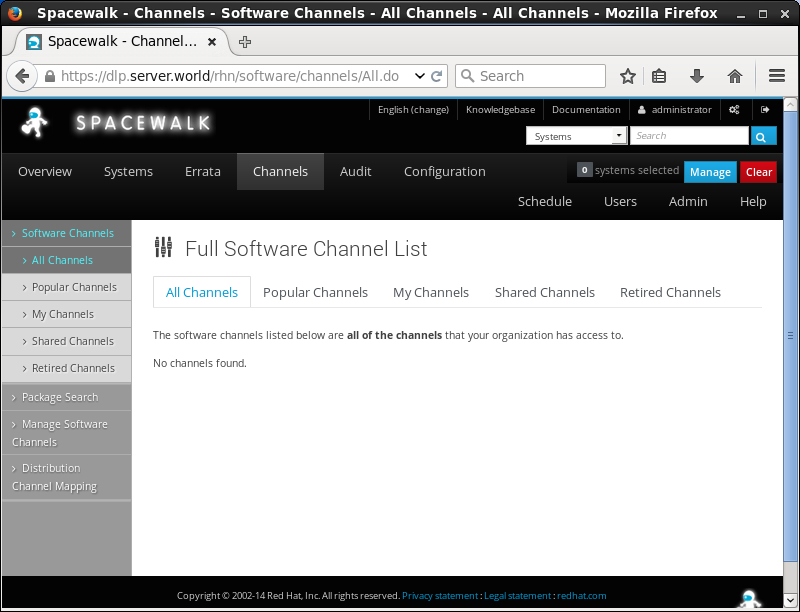 Spacewalk - Channels - Software Channels - All Channels - All Channels - Mozilla Firefox
Spacewalk - Channel...
https://dlp.server.world/rhn/software/channels/All.do
Search
English (change)
Knowledgebase
Documentation
administrator
SPACEWALK
Systems
Search
Overview
Systems
Errata
Channels
Audit
Configuration
0 systems selected
Manage
Clear
Schedule
Users
Admin
Help
Software Channels
All Channels
Popular Channels
My Channels
Shared Channels
Retired Channels
Package Search
Manage Software
Channels
Distribution
Channel Mapping
Full Software Channel List
All Channels
Popular Channels
My Channels
Shared Channels
Retired Channels
The software channels listed below are all of the channels that your organization has access to.
No channels found.
Copyright © 2002-14 Red Hat, Inc. All rights reserved. Privacy statement : Legal statement : redhat.com